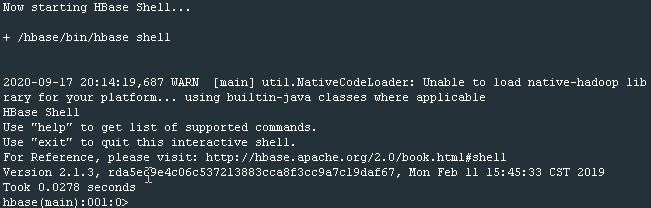 Now starting HBase Shell...
+ /hbase/bin/hbase shell
2020-09-17 20:14:19,687 WARN  [main] util.NativeCodeLoader: Unable to load native-hadoop lib
rary for your platform... using builtin-java classes where applicable
HBase Shell
Use "help" to get list of supported commands.
Use "exit" to quit this interactive shell.
For Reference, please visit: http://hbase.apache.org/2.0/book.html#shell
Version 2.1.3, Mon Feb 11 15:45:33 CST 2019
Took 0.0278 seconds
hbase(main):001:0>